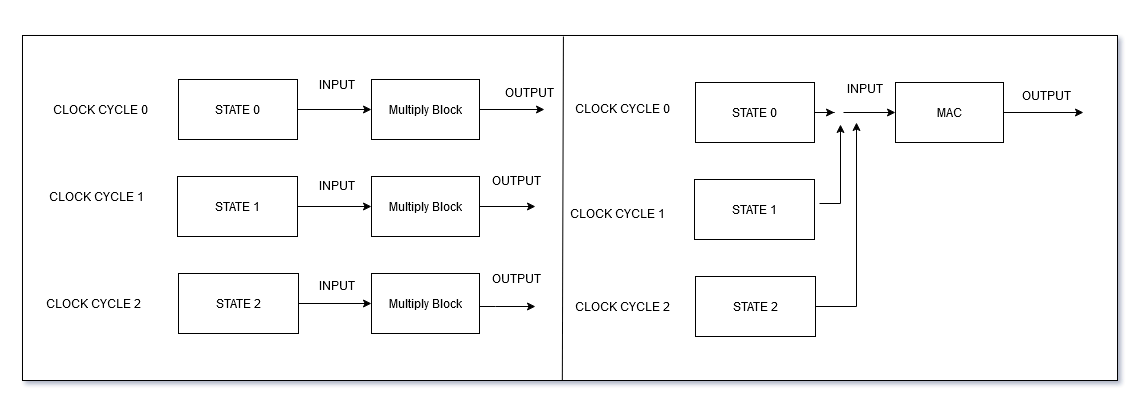 CLOCK CYCLE 0
STATE 0
INPUT
Multiply Block
OUTPUT
CLOCK CYCLE 1
STATE 1
INPUT
Multiply Block
OUTPUT
CLOCK CYCLE 2
STATE 2
INPUT
Multiply Block
OUTPUT
CLOCK CYCLE 0
STATE 0
INPUT
MAC
OUTPUT
CLOCK CYCLE 1
STATE 1
CLOCK CYCLE 2
STATE 2